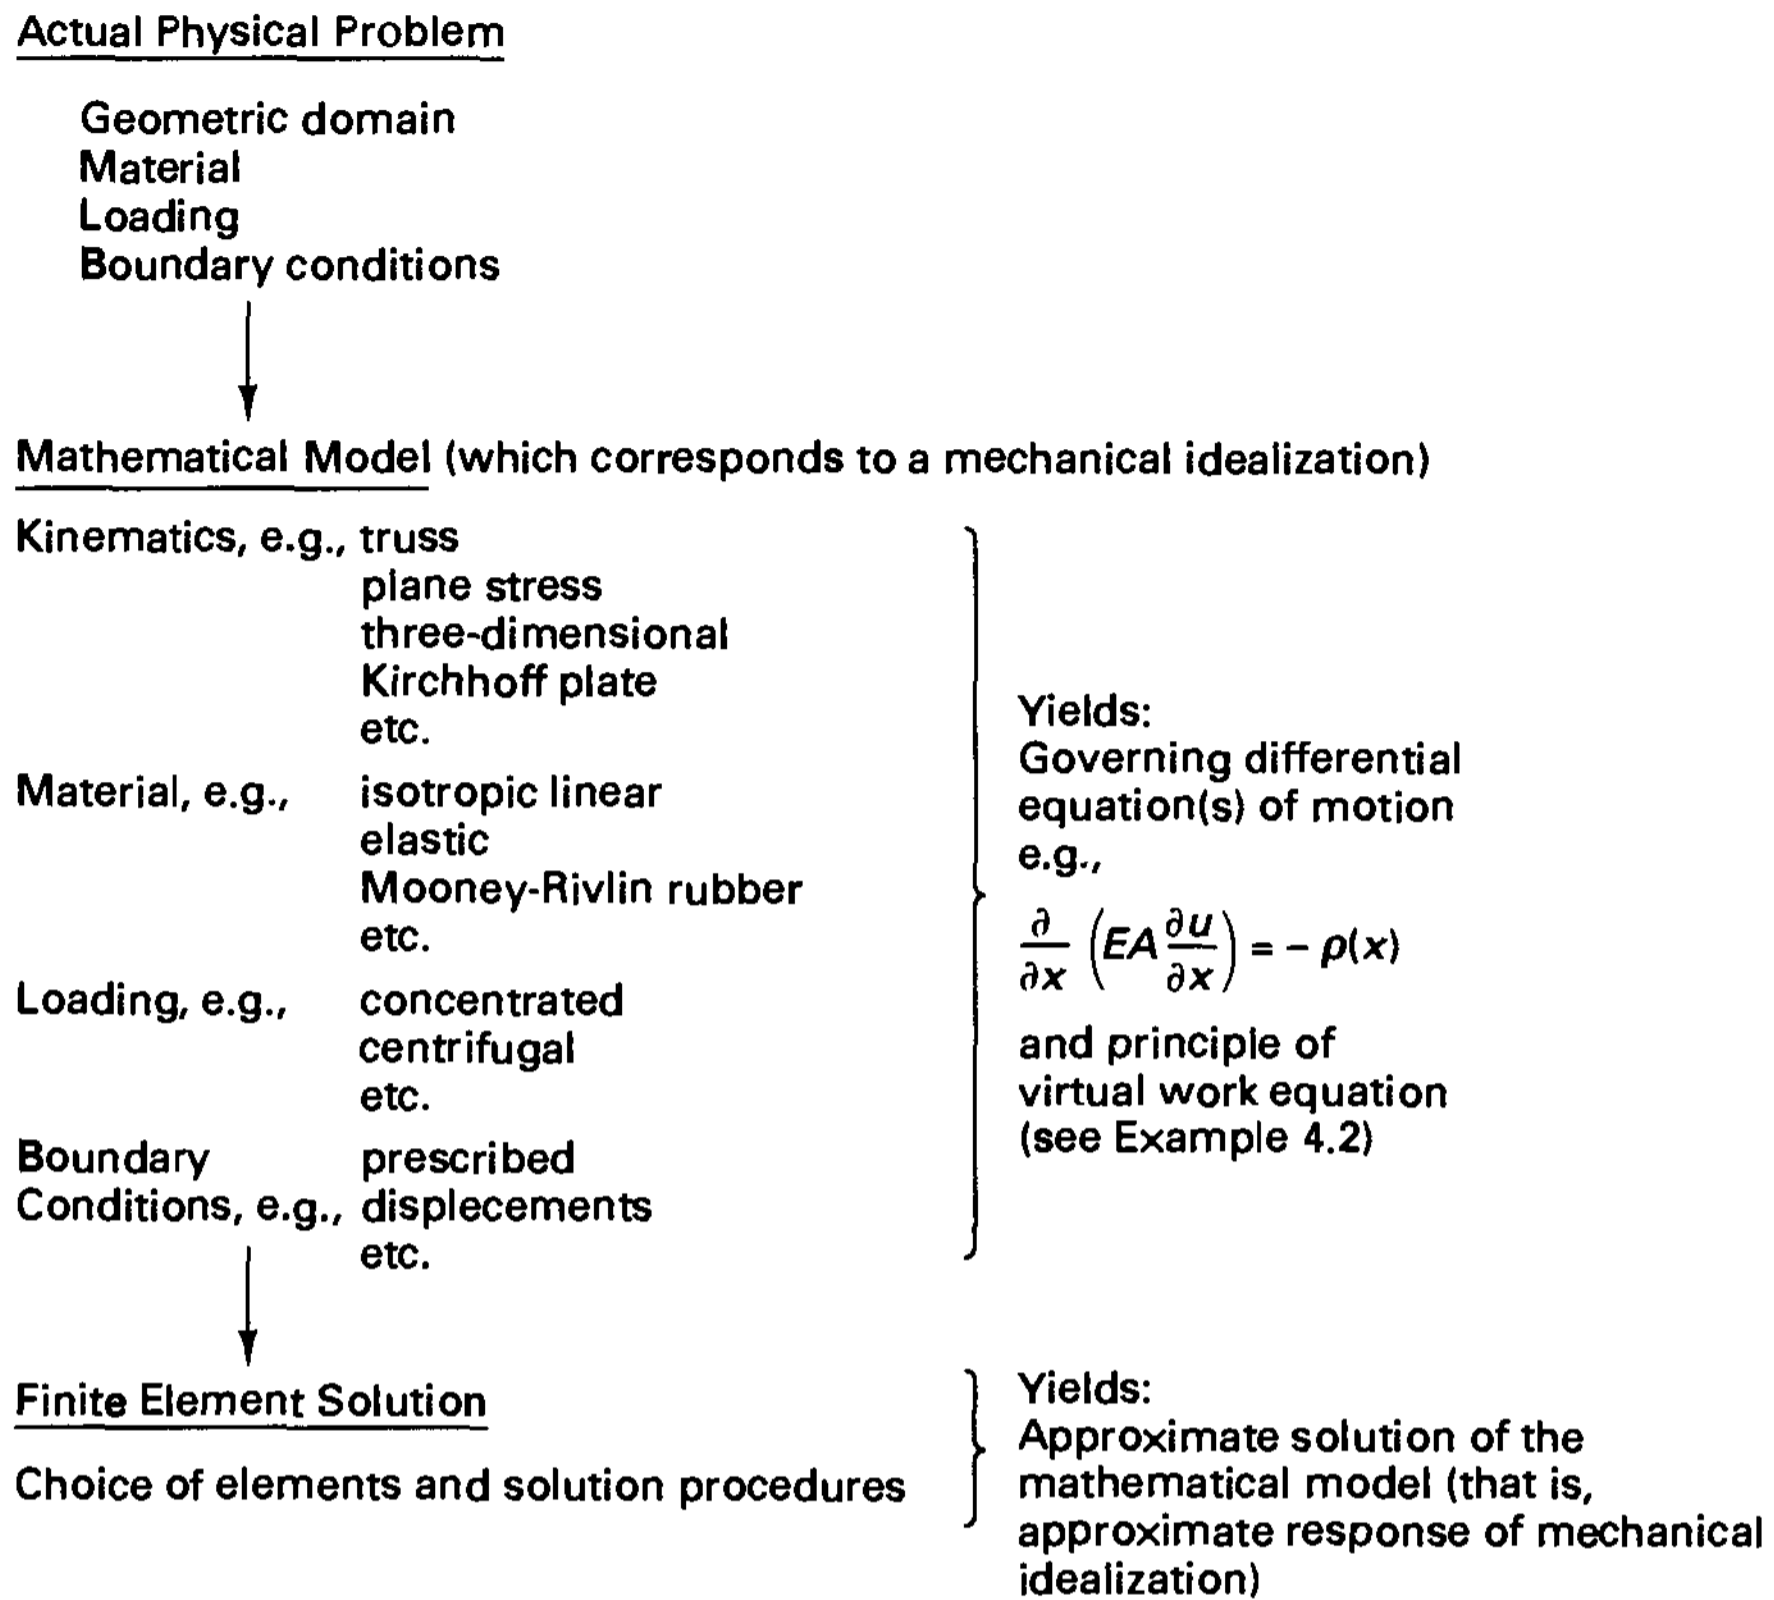 Actual Physical Problem
Geometric domain
Material
Loading
Boundary conditions
Mathematical Model (which corresponds to a mechanical idealization)
Kinematics, e.g., truss
plane stress
three-dimensional
Kirchhoff plate
etc.
Material, e.g., isotropic linear
elastic
Mooney-Rivlin rubber
etc.
Loading, e.g., concentrated
centrifugal
etc.
Boundary prescribed
Conditions, e.g., displecements
etc.
Yields:
Governing differential
equation(s) of motion
e.g.,
∂/∂x (EA ∂u/∂x) = − ρ(x)
and principle of
virtual work equation
(see Example 4.2)
Finite Element Solution
Choice of elements and solution procedures
Yields:
Approximate solution of the
mathematical model (that is,
approximate response of mechanical
idealization)